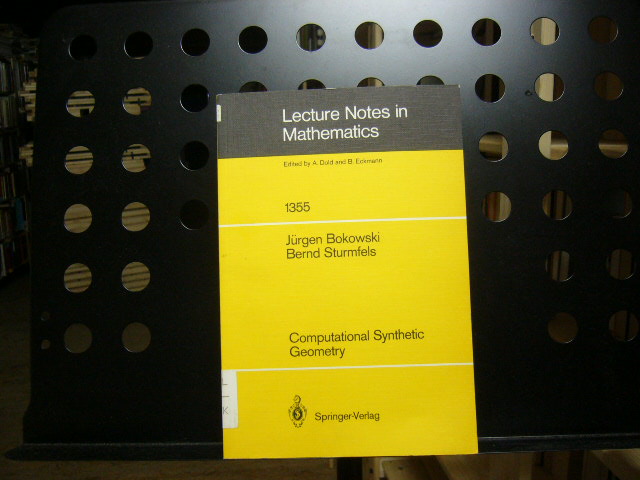 Lecture Notes in
Mathematics
Edited by A. Dold and B. Eckmann
1355
Jürgen Bokowski
Bernd Sturmfels
Computational Synthetic
Geometry
Springer-Verlag